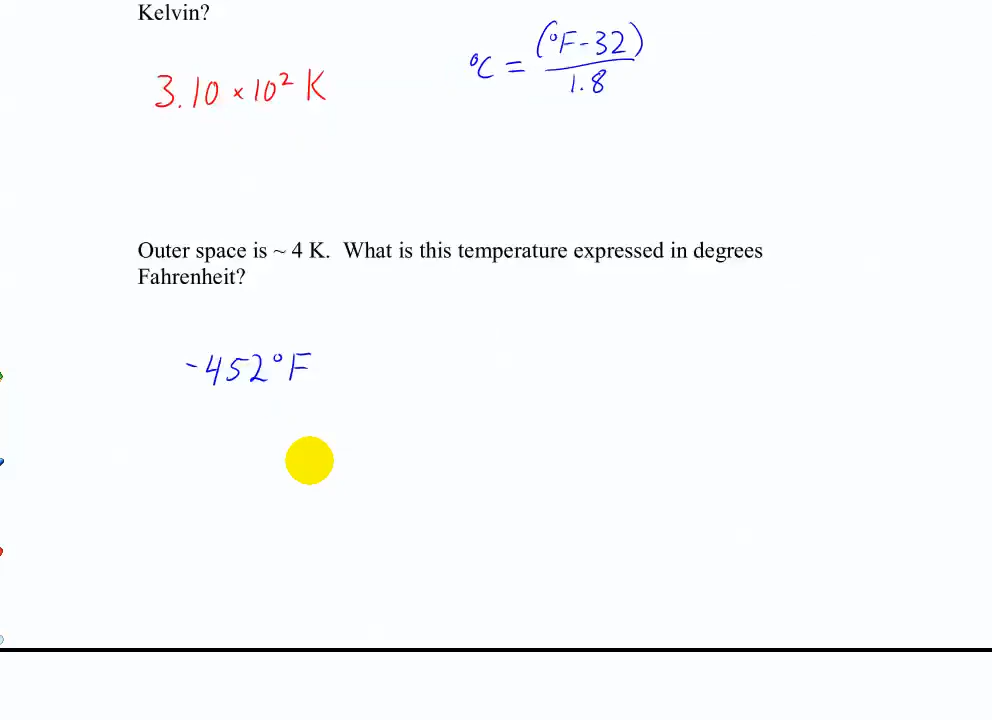 Kelvin?
°C = (°F-32)/1.8
3.10 × 10² K
Outer space is ~ 4 K. What is this temperature expressed in degrees
Fahrenheit?
-452°F